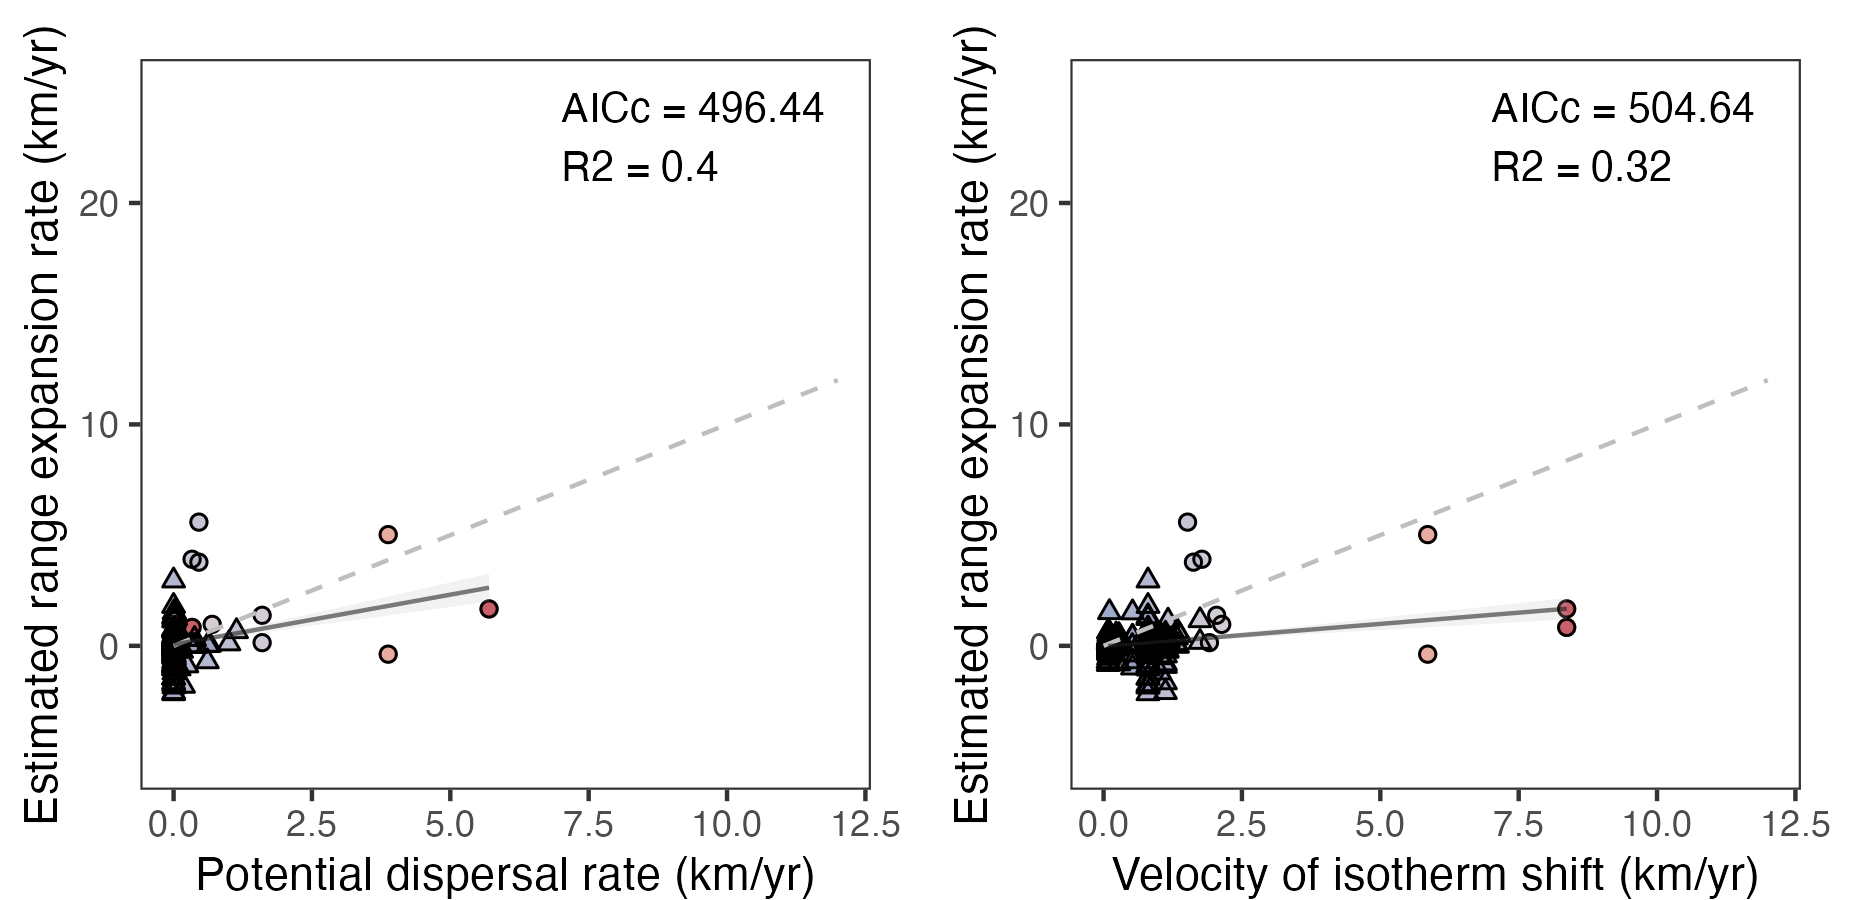 Estimated range expansion rate (km/yr)
AICc = 496.44
R2 = 0.4
20
10
0
0.0 2.5 5.0 7.5 10.0 12.5
Potential dispersal rate (km/yr)
Estimated range expansion rate (km/yr)
AICc = 504.64
R2 = 0.32
20
10
0
0.0 2.5 5.0 7.5 10.0 12.5
Velocity of isotherm shift (km/yr)